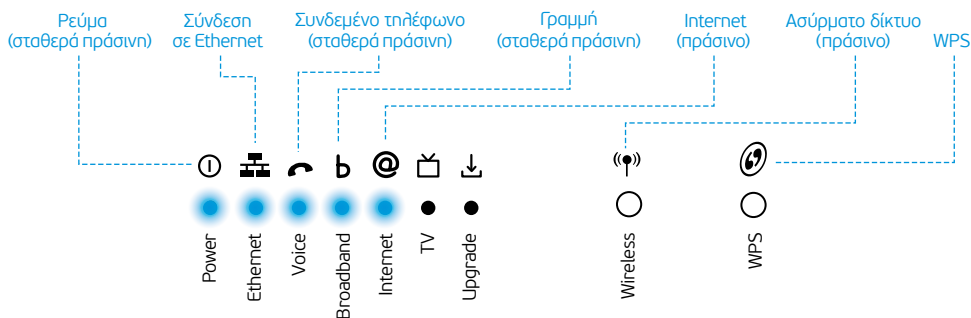 Ρεύμα
(σταθερά πράσινη)
Σύνδεση
σε Ethernet
Συνδεμένο τηλέφωνο
(σταθερά πράσινη)
Γραμμή
(σταθερά πράσινη)
Internet
(πράσινο)
Ασύρματο δίκτυο
(πράσινο)
WPS
Power
Ethernet
Voice
Broadband
Internet
TV
Upgrade
Wireless
WPS